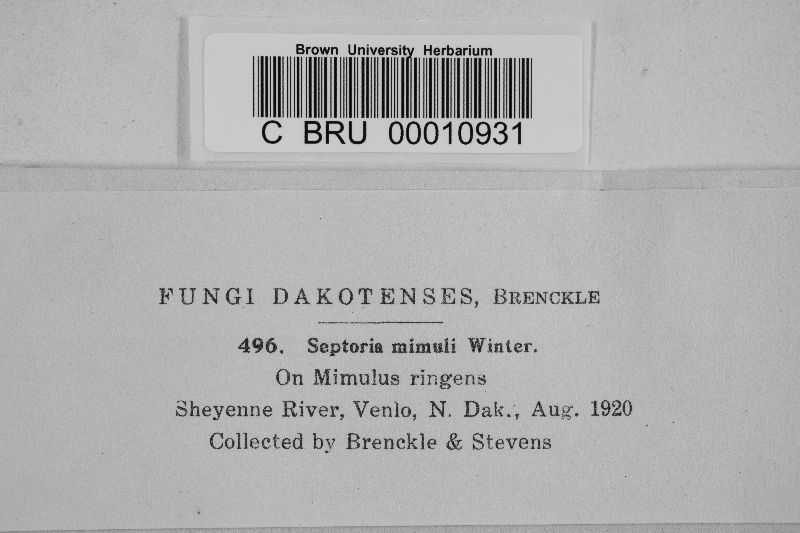 Brown University Herbarium
C BRU 00010931
FUNGI DAKOTENSES, BRENCKLE
496. Septoria mimuli Winter.
On Mimulus ringens
Sheyenne River, Venlo, N. Dak., Aug. 1920
Collected by Brenckle & Stevens